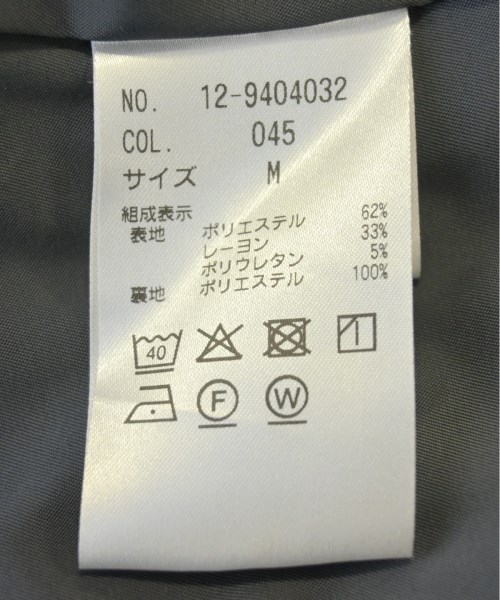 NO. 12-9404032
COL. 045
サイズ M
組成表示
表地 ポリエステル 62%
レーヨン 33%
ポリウレタン 5%
裏地 ポリエステル 100%
40
F W